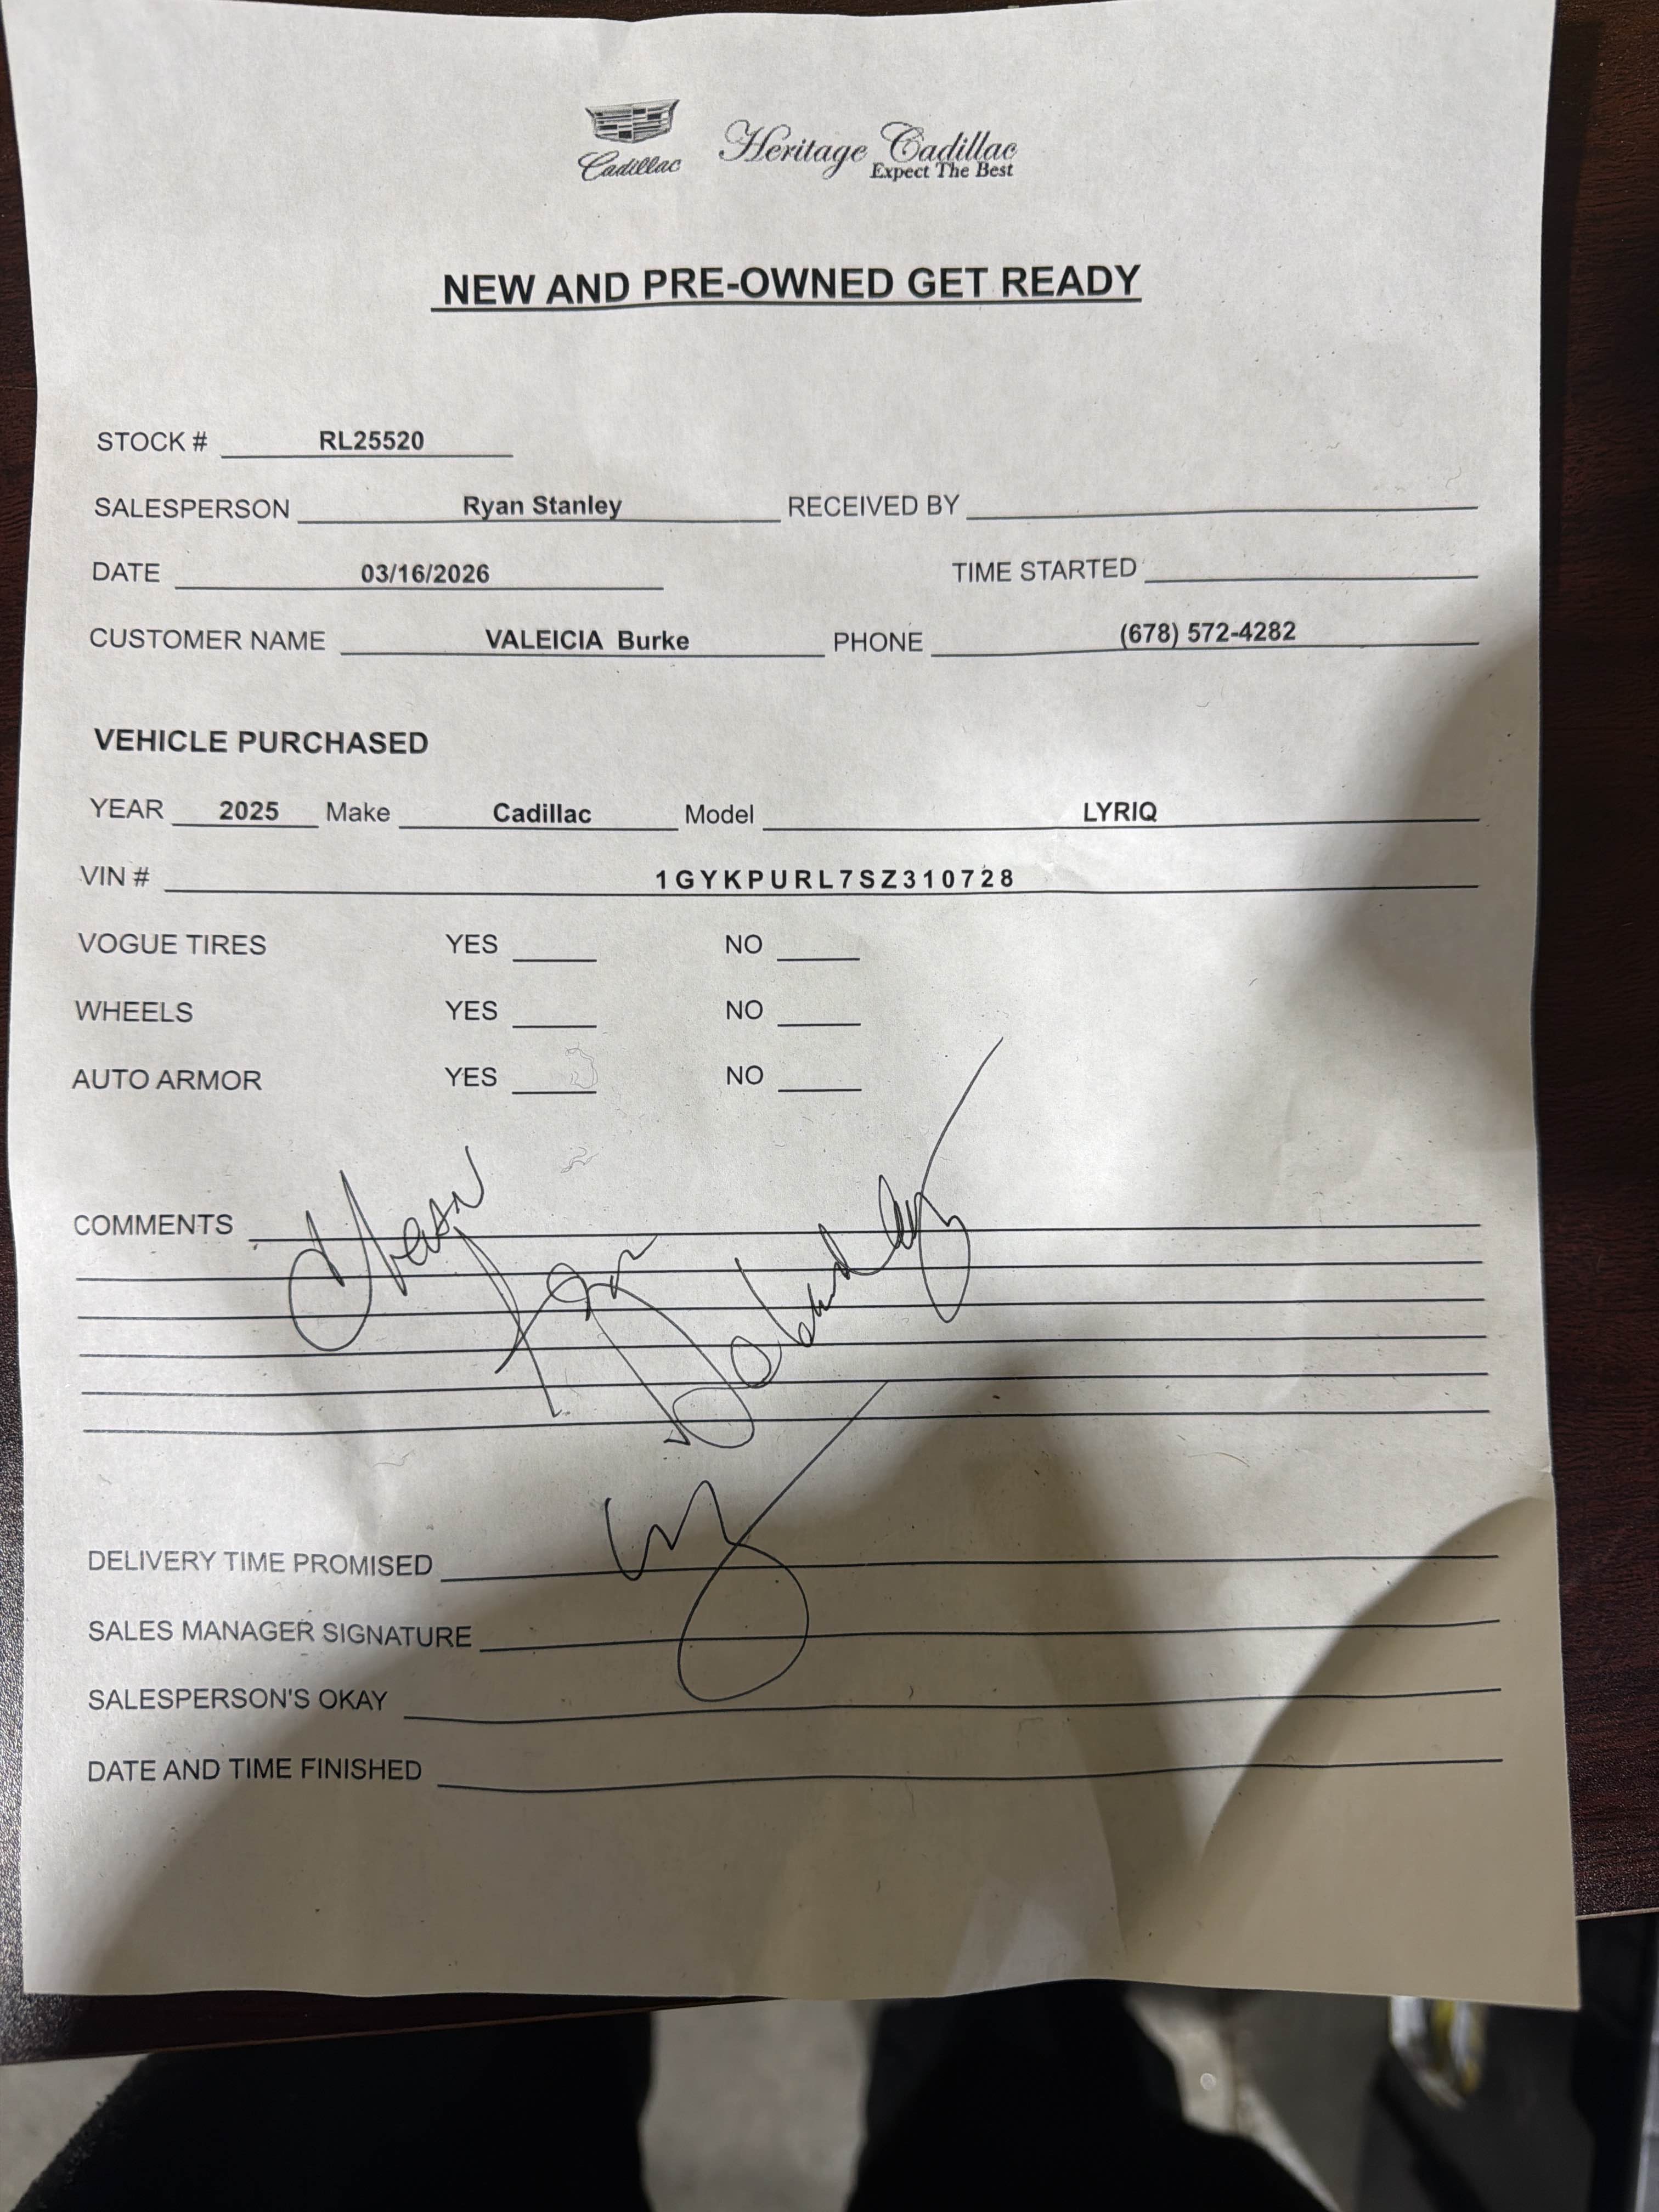 Cadillac Heritage Cadillac
Expect The Best
NEW AND PRE-OWNED GET READY
STOCK # RL25520
SALESPERSON Ryan Stanley RECEIVED BY
DATE 03/16/2026 TIME STARTED
CUSTOMER NAME VALEICIA Burke PHONE (678) 572-4282
VEHICLE PURCHASED
YEAR 2025 Make Cadillac Model LYRIQ
VIN # 1GYKPURL7SZ310728
VOGUE TIRES YES NO
WHEELS YES NO
AUTO ARMOR YES NO
COMMENTS Clean for Delivery
DELIVERY TIME PROMISED
SALES MANAGER SIGNATURE
SALESPERSON'S OKAY
DATE AND TIME FINISHED